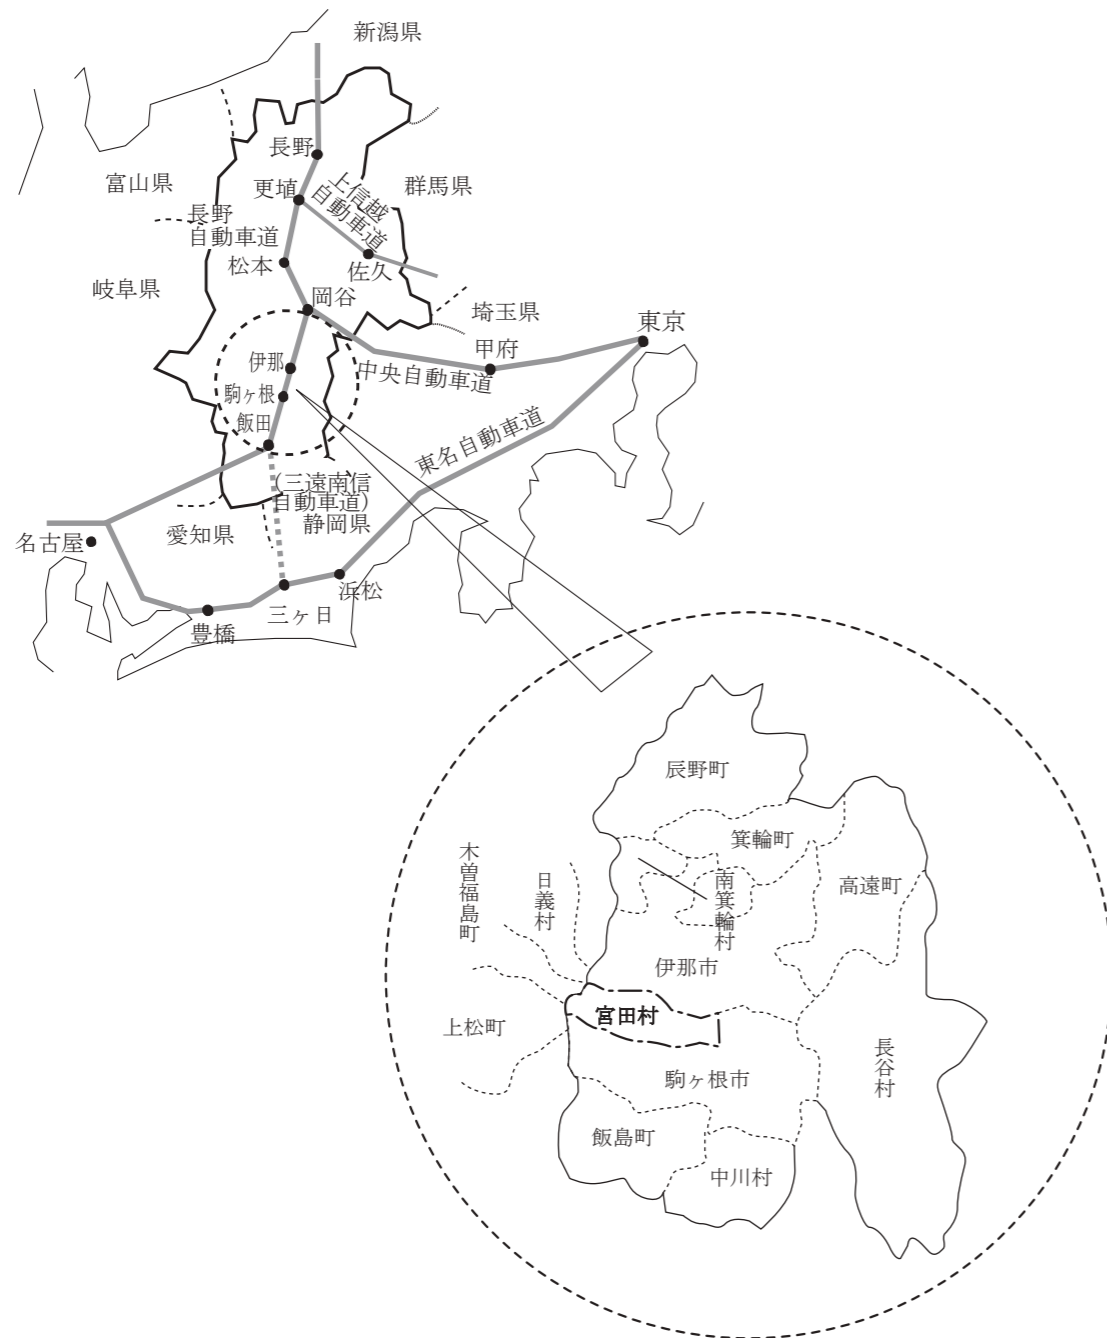 新潟県
長野
富山県
更埴
上信越
自動車道
群馬県
長野
自動車道
松本
佐久
岐阜県
岡谷
埼玉県
東京
甲府
伊那
中央自動車道
駒ヶ根
飯田
東名自動車道
(三遠南信
自動車道)
愛知県
静岡県
名古屋
浜松
三ヶ日
豊橋
辰野町
箕輪町
木曽福島町
日義村
南箕輪村
高遠町
伊那市
宮田村
上松町
長谷村
駒ヶ根市
飯島町
中川村